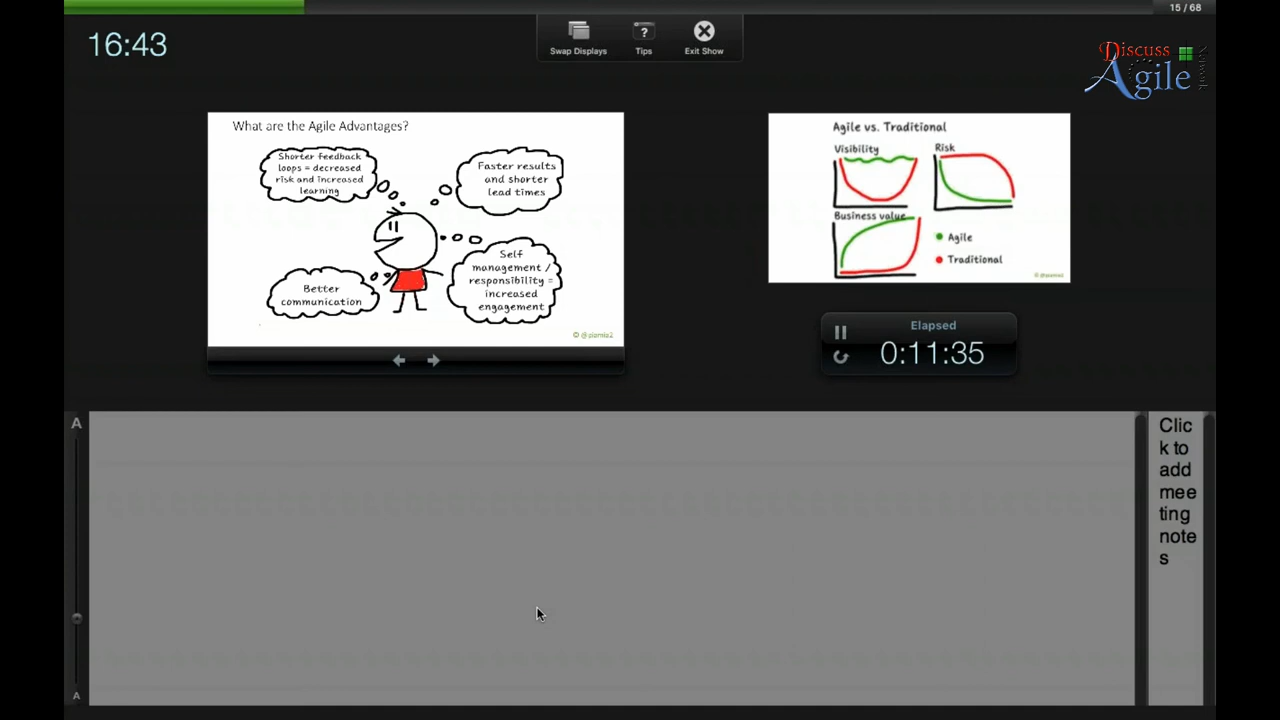 15 / 68
16:43
Swap Displays
Tips
Exit Show
Discuss
Agile
What are the Agile Advantages?
Shorter feedback
loops = decreased
risk and increased
learning
Faster results
and shorter
lead times
Self
management /
responsibility =
increased
engagement
Better
communication
Agile vs. Traditional
Visibility
Risk
Business value
Agile
Traditional
Elapsed
0:11:35
A
A
Clic
k to
add
mee
ting
note
s